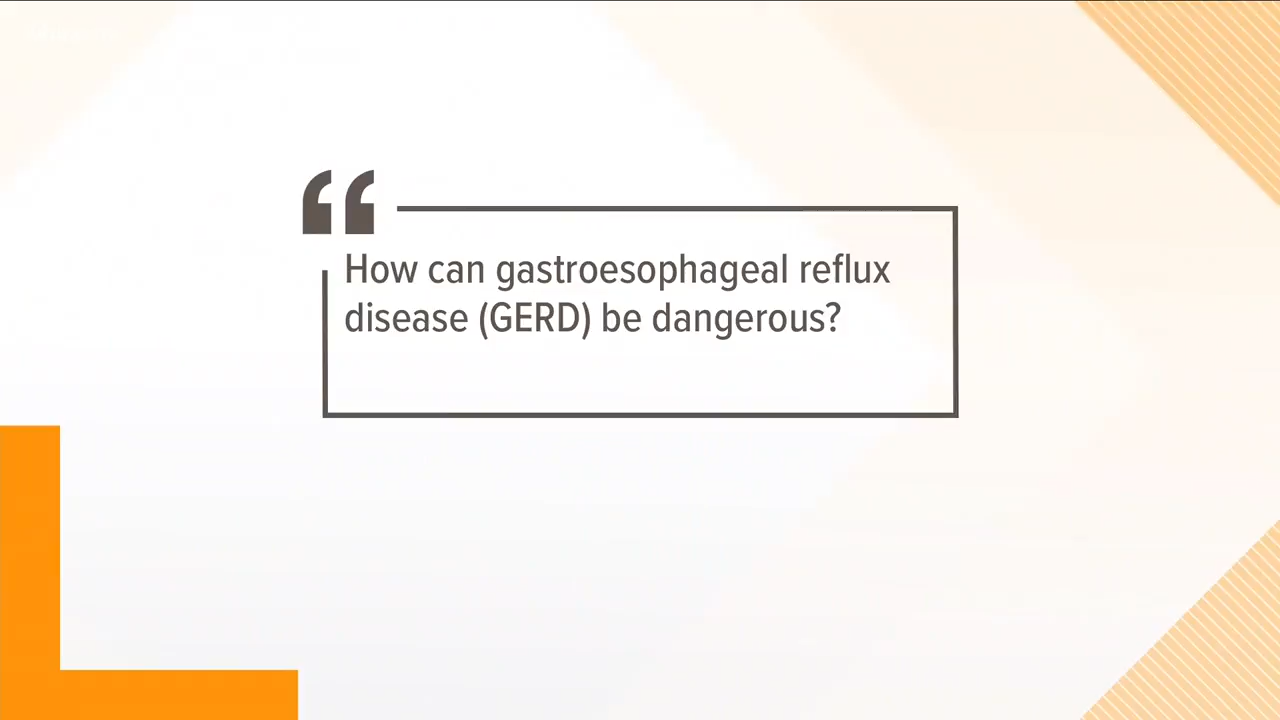 “
How can gastroesophageal reflux
disease (GERD) be dangerous?